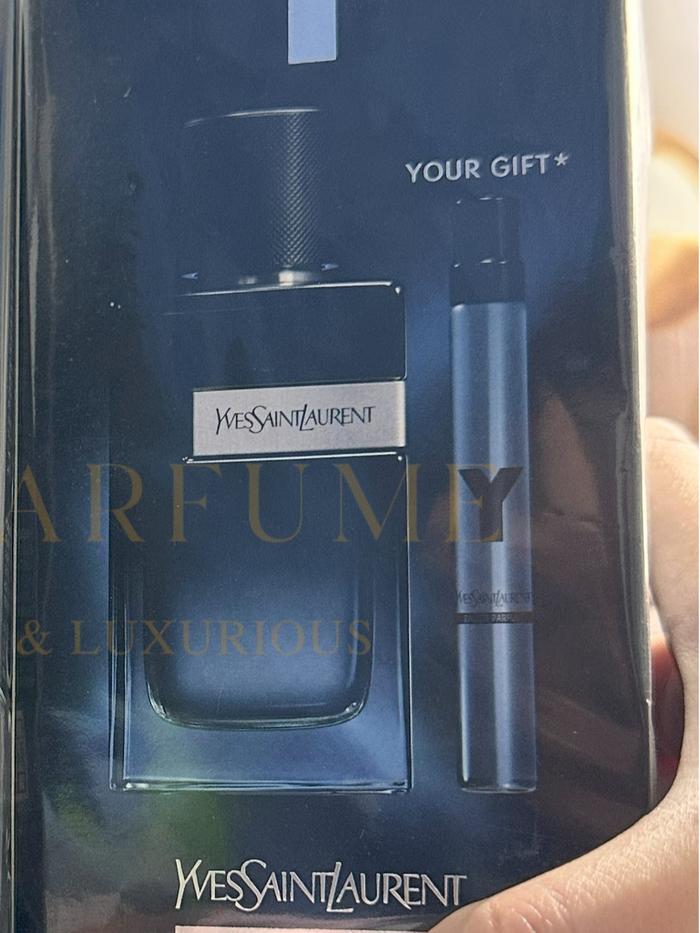 YOUR GIFT*
YVESSAINTLAURENT
ARFUME
Y
YVESSAINTLAURENT
& LUXURIOUS
YVESSAINTLAURENT